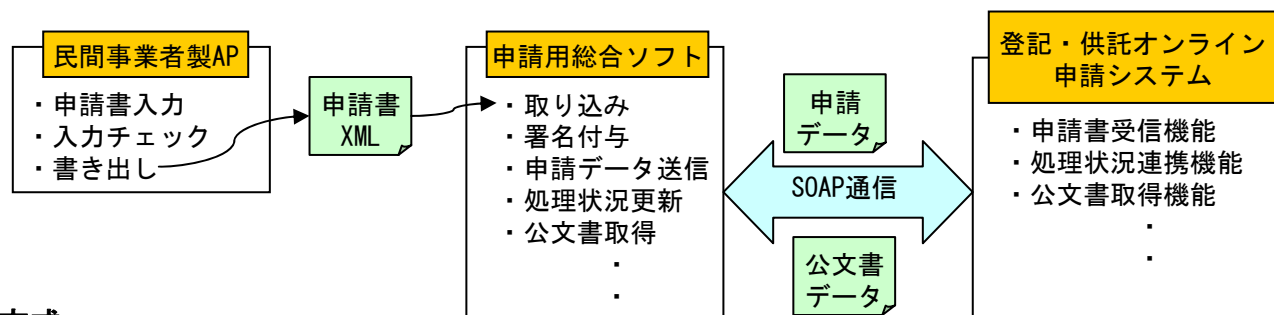 民間事業者製AP
・申請書入力
・入力チェック
・書き出し
申請書
XML
申請用総合ソフト
・取り込み
・署名付与
・申請データ送信
・処理状況更新
・公文書取得
・
・
申請
データ
SOAP通信
公文書
データ
登記・供託オンライン
申請システム
・申請書受信機能
・処理状況連携機能
・公文書取得機能
・
・